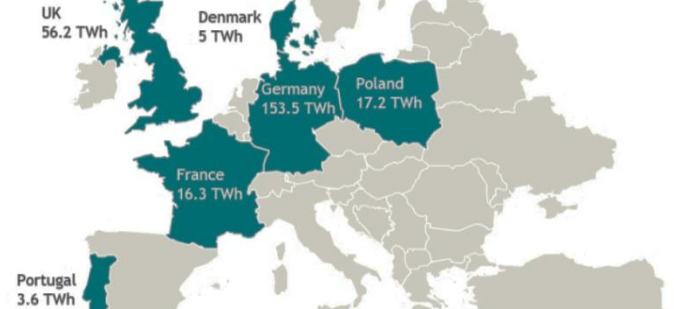 UK
56.2 TWh
Denmark
5 TWh
Germany
153.5 TWh
Poland
17.2 TWh
France
16.3 TWh
Portugal
3.6 TWh